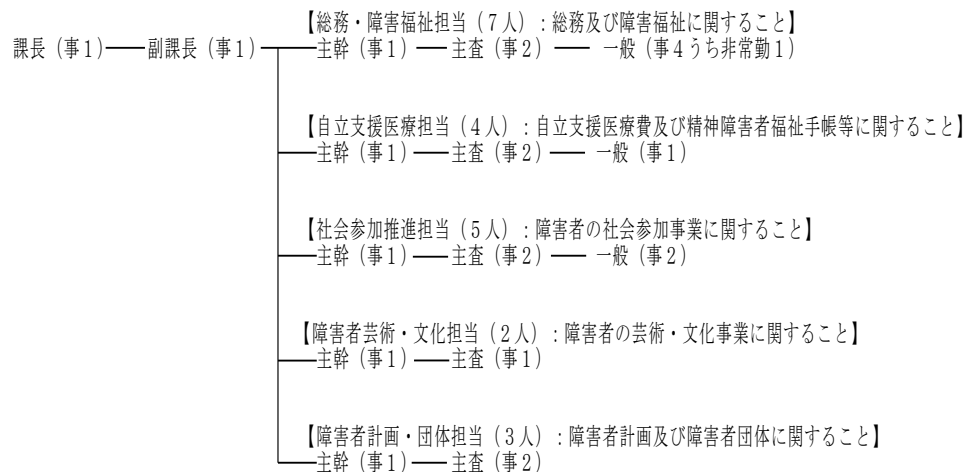 【総務・障害福祉担当（７人）：総務及び障害福祉に関すること】
課長（事１） 副課長（事１） 主幹（事１） 主査（事２） 一般（事４うち非常勤１）
【自立支援医療担当（４人）：自立支援医療費及び精神障害者福祉手帳等に関すること】
主幹（事１） 主査（事２） 一般（事１）
【社会参加推進担当（５人）：障害者の社会参加事業に関すること】
主幹（事１） 主査（事２） 一般（事２）
【障害者芸術・文化担当（２人）：障害者の芸術・文化事業に関すること】
主幹（事１） 主査（事１）
【障害者計画・団体担当（３人）：障害者計画及び障害者団体に関すること】
主幹（事１） 主査（事２）